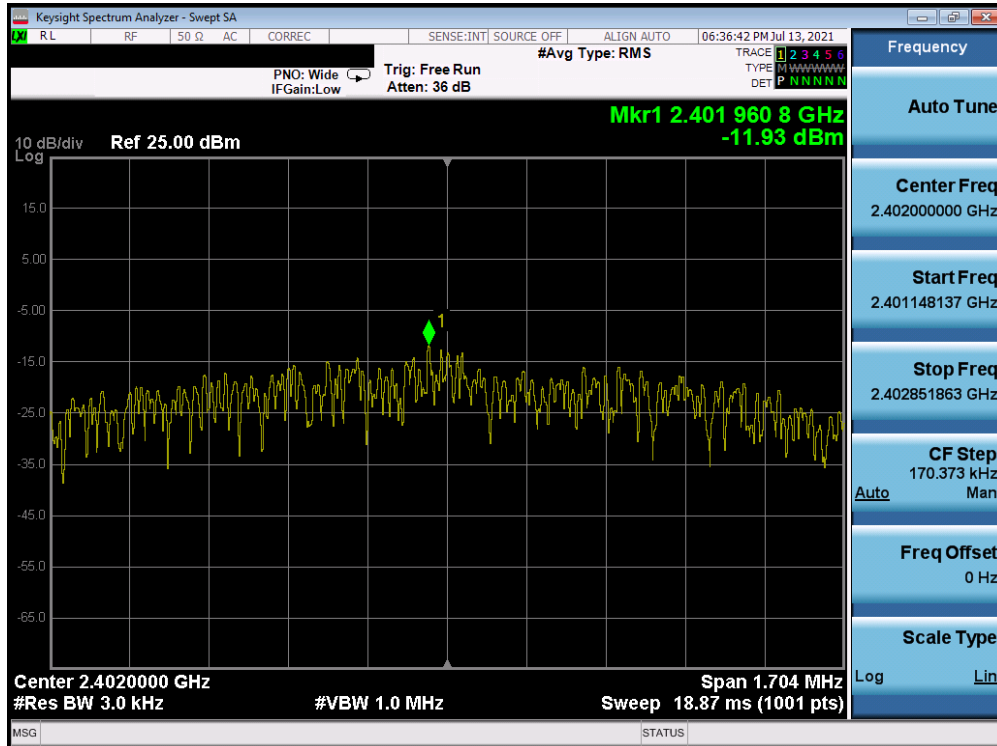 Keysight Spectrum Analyzer - Swept SA
LXI RL RF 50 Ω AC CORREC SENSE:INT SOURCE OFF ALIGN AUTO 06:36:42 PM Jul 13, 2021
Frequency
#Avg Type: RMS
TRACE 1 2 3 4 5 6
PNO: Wide Trig: Free Run
TYPE M W W W W W
IFGain:Low Atten: 36 dB
DET P N N N N N
Auto Tune
Mkr1 2.401 960 8 GHz
-11.93 dBm
10 dB/div Ref 25.00 dBm
Log
15.0
5.00
-5.00
-15.0
-25.0
-35.0
-45.0
-55.0
-65.0
1
Center Freq
2.402000000 GHz
Start Freq
2.401148137 GHz
Stop Freq
2.402851863 GHz
CF Step
170.373 kHz
Auto Man
Freq Offset
0 Hz
Scale Type
Log Lin
Center 2.4020000 GHz Span 1.704 MHz
#Res BW 3.0 kHz #VBW 1.0 MHz Sweep 18.87 ms (1001 pts)
MSG STATUS